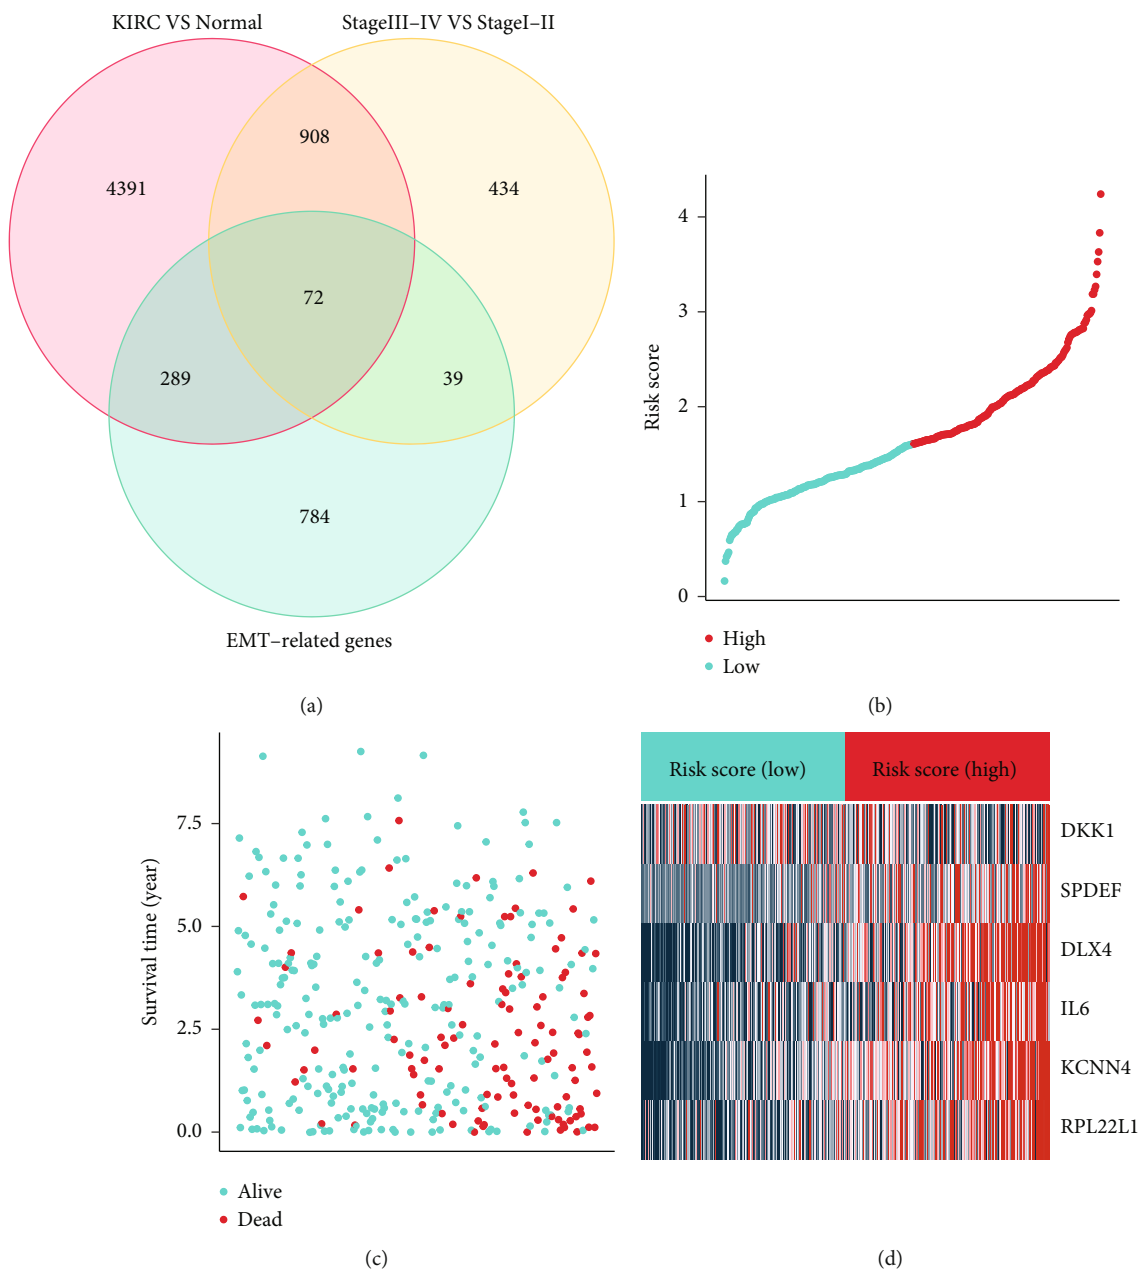 KIRC VS Normal
StageIII–IV VS StageI–II
908
4391
434
72
289
39
784
EMT–related genes
(a)
Risk score
4
3
2
1
0
High
Low
(b)
Survival time (year)
7.5
5.0
2.5
0.0
Alive
Dead
(c)
Risk score (low)
Risk score (high)
DKK1
SPDEF
DLX4
IL6
KCNN4
RPL22L1
(d)